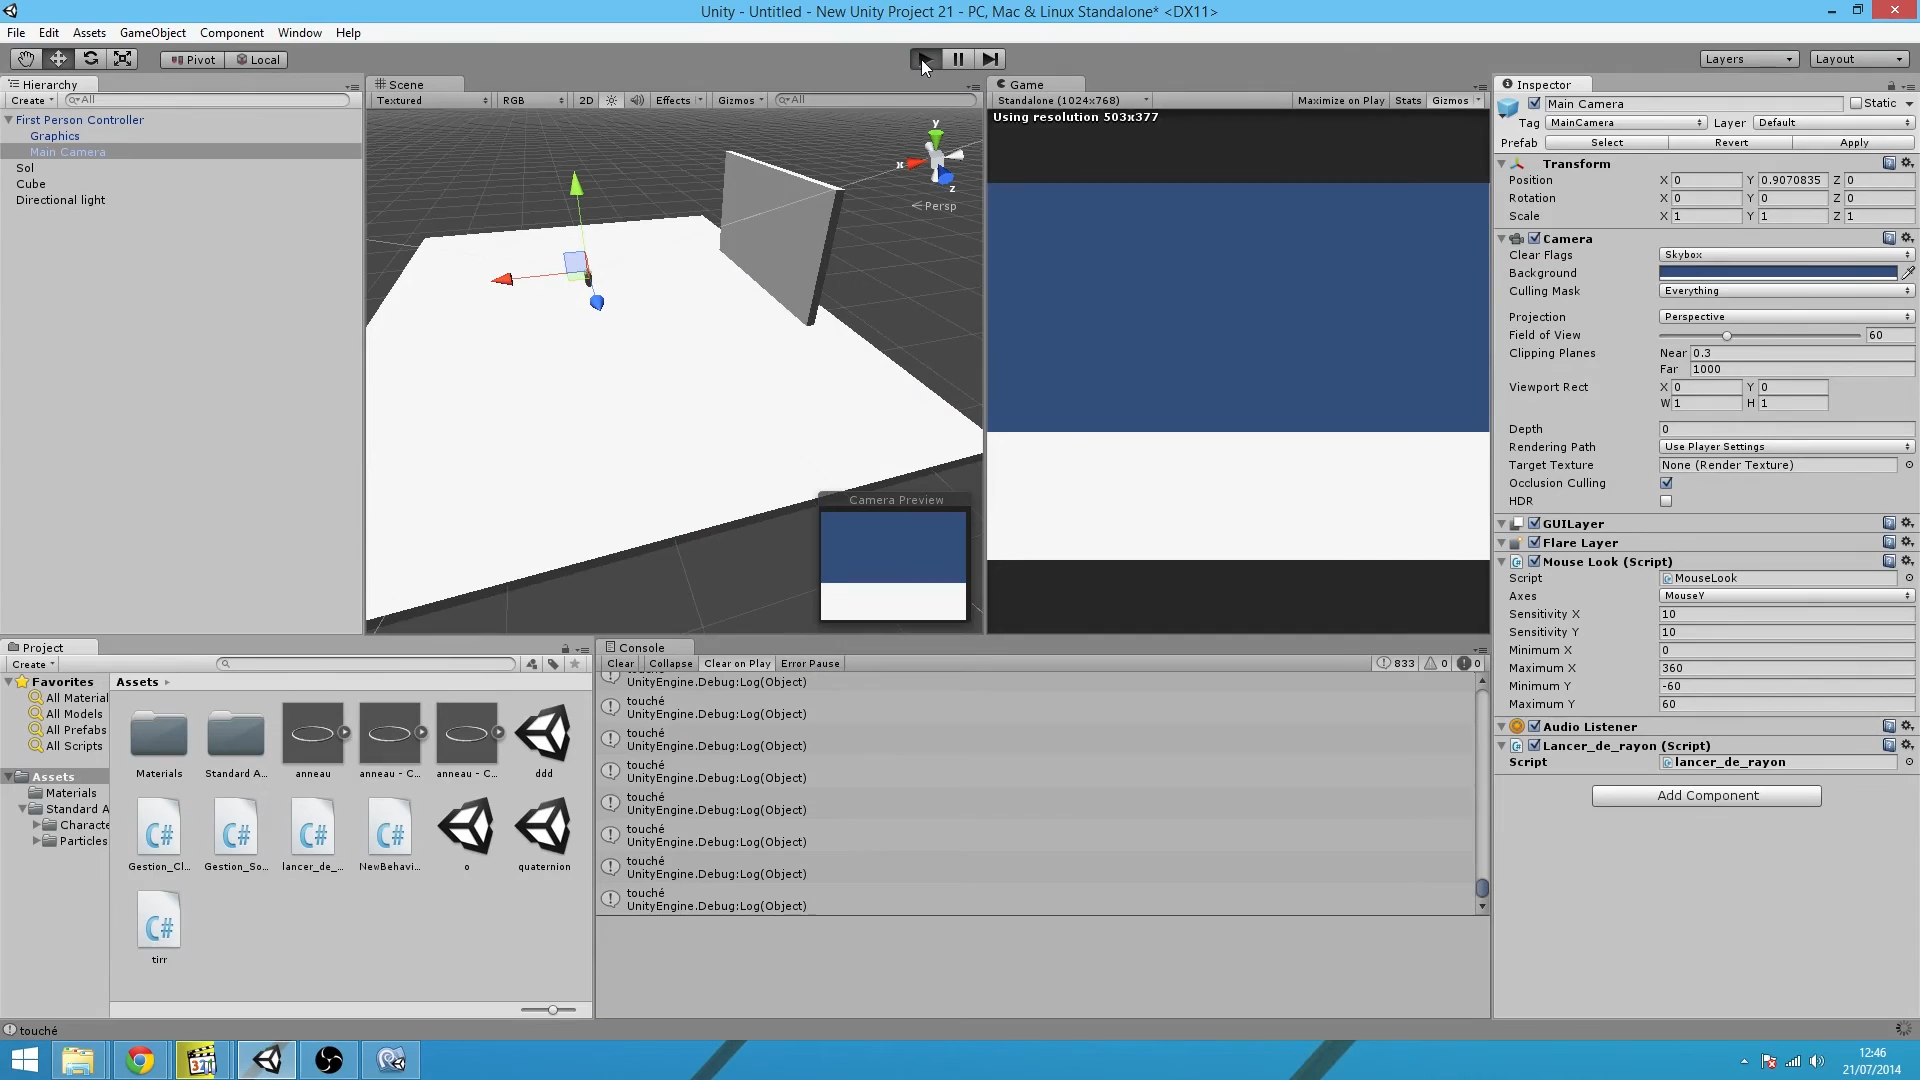 Unity - Untitled - New Unity Project 21 - PC, Mac & Linux Standalone* <DX11>
File Edit Assets GameObject Component Window Help
Pivot Local Layers Layout
Hierarchy
Create All
First Person Controller
Graphics
Main Camera
Sol
Cube
Directional light
Scene
Textured RGB 2D Effects Gizmos All
y
x
z
Persp
Camera Preview
Game
Standalone (1024x768) Maximize on Play Stats Gizmos
Using resolution 503x377
Inspector
Main Camera Static
Tag MainCamera Layer Default
Prefab Select Revert Apply
Transform
Position X 0 Y 0.9070835 Z 0
Rotation X 0 Y 0 Z 0
Scale X 1 Y 1 Z 1
Camera
Clear Flags Skybox
Background
Culling Mask Everything
Projection Perspective
Field of View 60
Clipping Planes Near 0.3
Far 1000
Viewport Rect X 0 Y 0
W 1 H 1
Depth 0
Rendering Path Use Player Settings
Target Texture None (Render Texture)
Occlusion Culling
HDR
GUILayer
Flare Layer
Mouse Look (Script)
Script MouseLook
Axes MouseY
Sensitivity X 10
Sensitivity Y 10
Minimum X 0
Maximum X 360
Minimum Y -60
Maximum Y 60
Audio Listener
Lancer_de_rayon (Script)
Script lancer_de_rayon
Add Component
Project
Create
Favorites
All Material
All Models
All Prefabs
All Scripts
Assets
Materials
Standard A
Characte
Particles
Assets
Materials Standard A... anneau anneau - C... anneau - C... ddd
C# C# C# C#
Gestion_Cl... Gestion_So... lancer_de_... NewBehavi... o quaternion
C#
tirr
Console
Clear Collapse Clear on Play Error Pause 833 0 0
UnityEngine.Debug:Log(Object)
touché
UnityEngine.Debug:Log(Object)
touché
UnityEngine.Debug:Log(Object)
touché
UnityEngine.Debug:Log(Object)
touché
UnityEngine.Debug:Log(Object)
touché
UnityEngine.Debug:Log(Object)
touché
UnityEngine.Debug:Log(Object)
touché
UnityEngine.Debug:Log(Object)
touché
321
12:46
21/07/2014